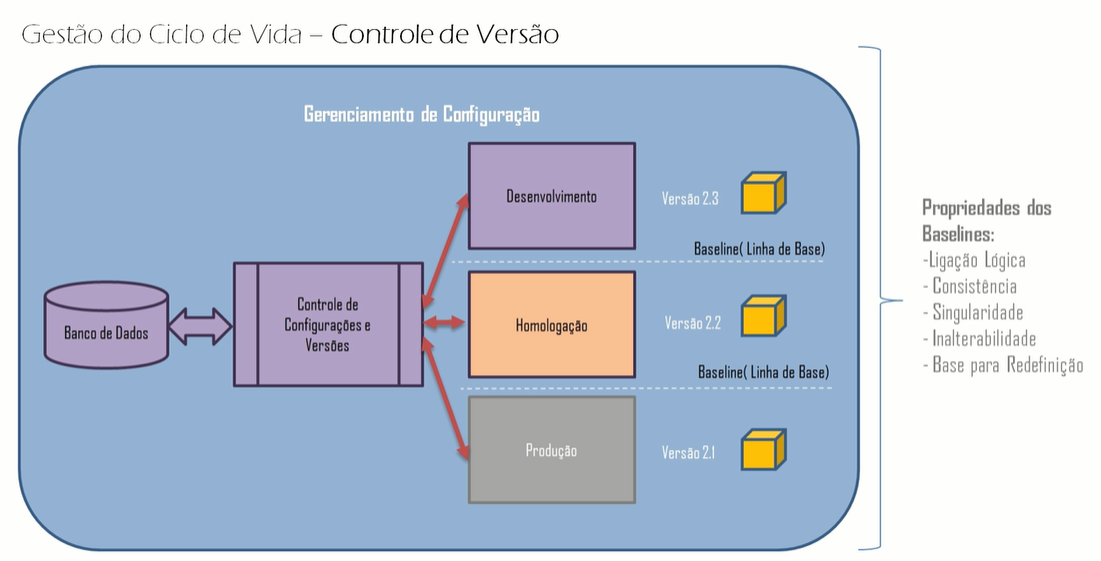 Gestão do Ciclo de Vida – Controle de Versão
Gerenciamento de Configuração
Desenvolvimento
Versão 2.3
Baseline( Linha de Base)
Banco de Dados
Controle de
Configurações e
Versões
Homologação
Versão 2.2
Baseline( Linha de Base)
Produção
Versão 2.1
Propriedades dos
Baselines:
-Ligação Lógica
- Consistência
- Singularidade
- Inalterabilidade
- Base para Redefinição